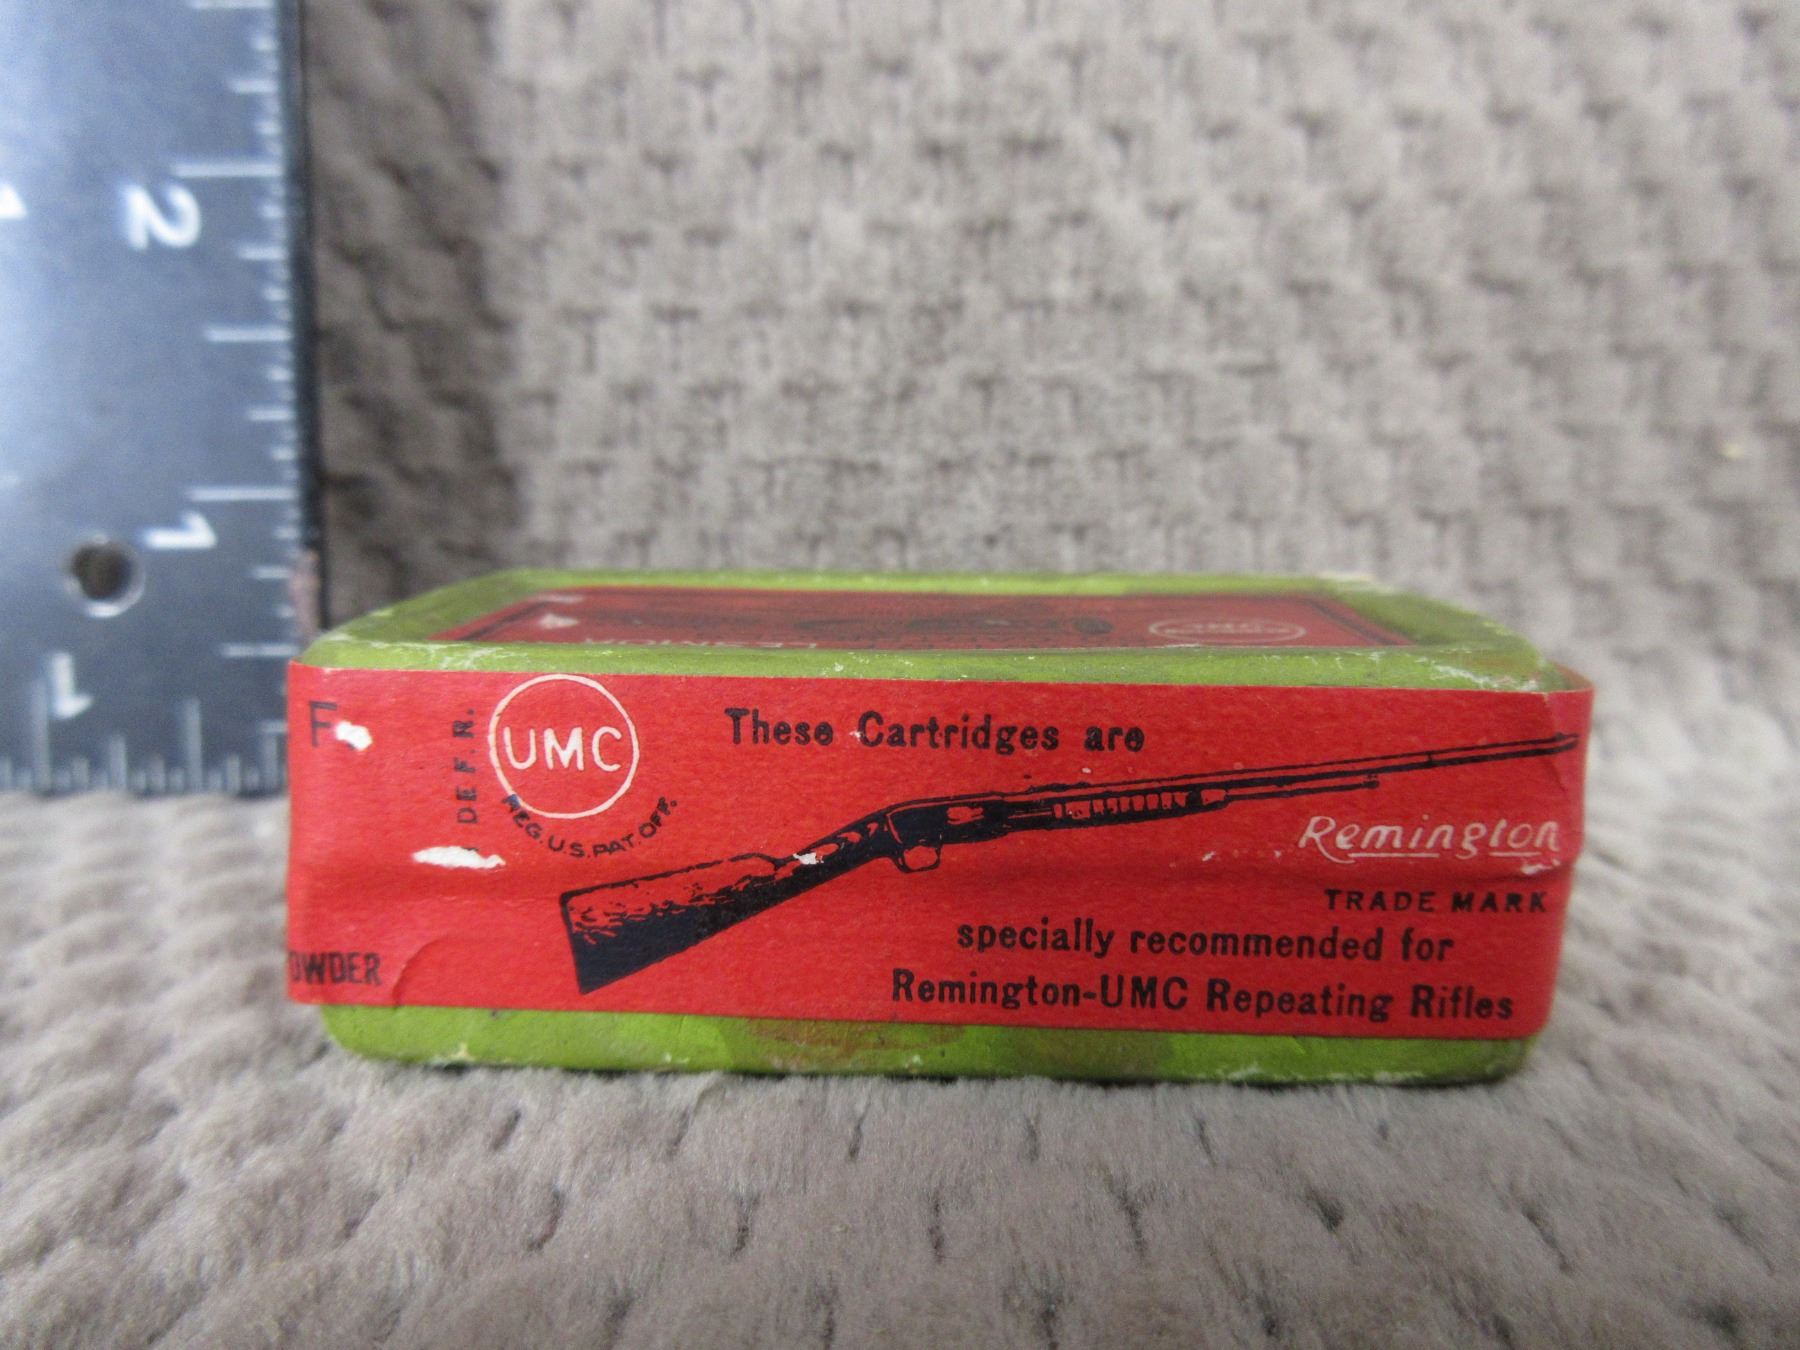 2
1
1
F
DEF.R.
UMC
REG. U.S. PAT. OFF.
These Cartridges are
Remington
TRADE MARK
specially recommended for
OWDER
Remington-UMC Repeating Rifles